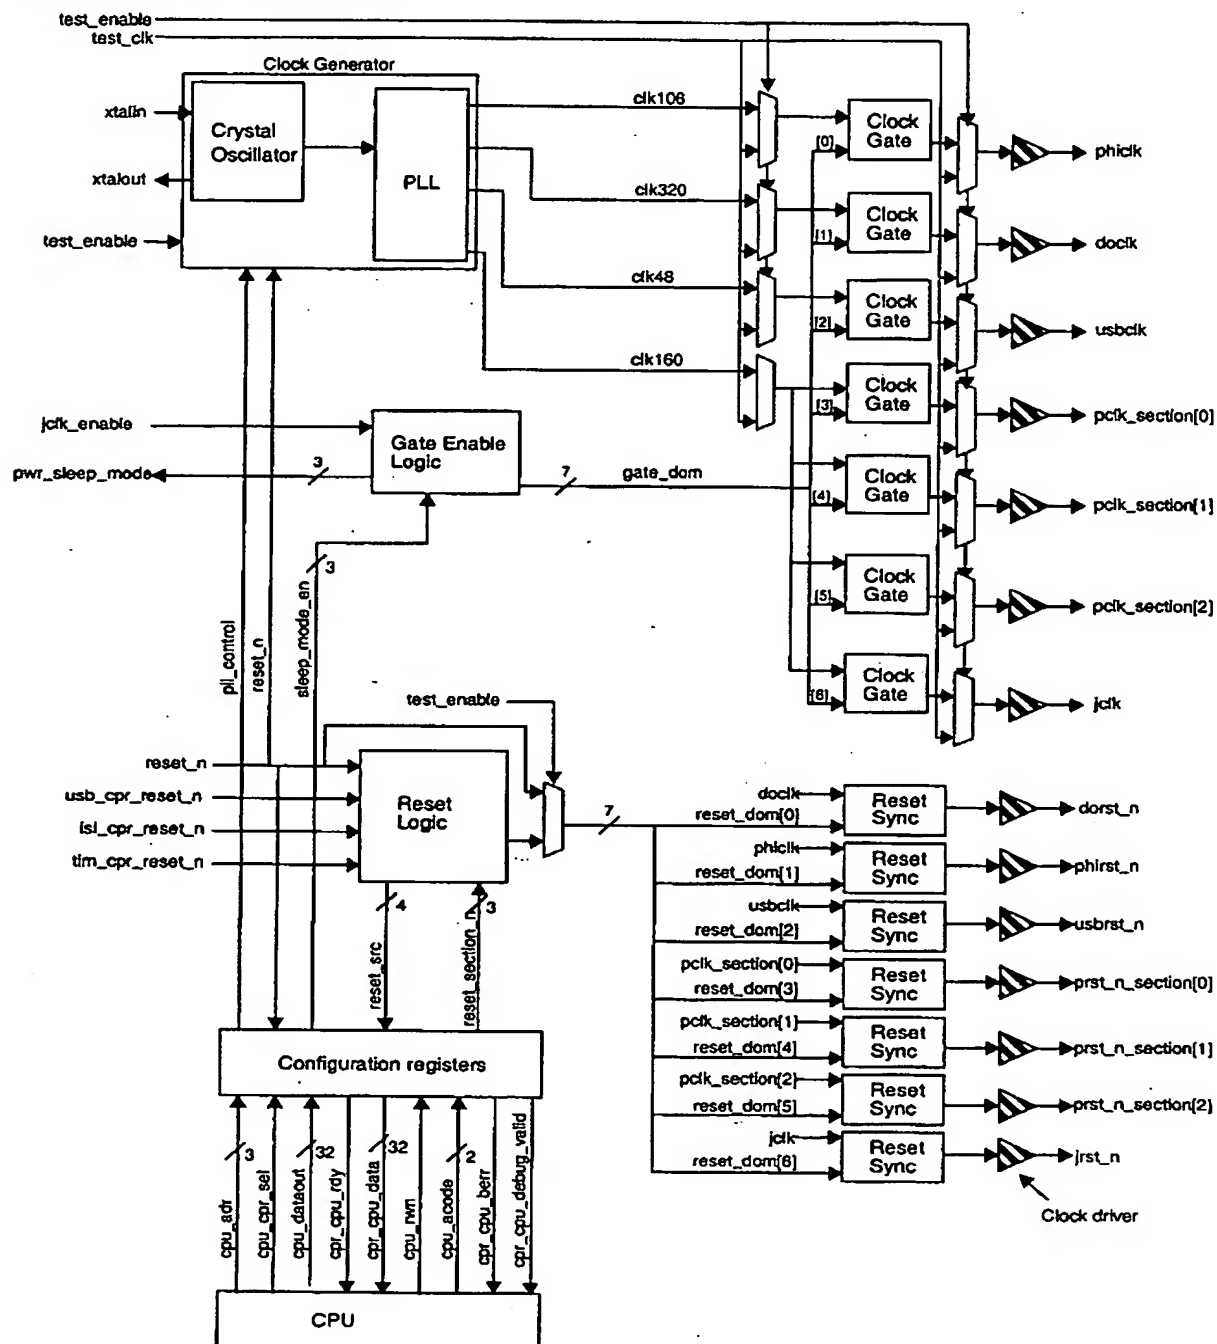 test_enable
test_clk
Clock Generator
xtalin
xtalout
test_enable
Crystal
Oscillator
PLL
clk106
clk320
clk48
clk160
[0]
[1]
[2]
[3]
[4]
[5]
[6]
Clock
Gate
Clock
Gate
Clock
Gate
Clock
Gate
Clock
Gate
Clock
Gate
Clock
Gate
phiclk
doclk
usbclk
pclk_section[0]
pclk_section[1]
pclk_section[2]
jclk
jclk_enable
pwr_sleep_mode
3
Gate Enable
Logic
7
gate_dom
3
pll_control
reset_n
sleep_mode_en
test_enable
reset_n
usb_cpr_reset_n
isl_cpr_reset_n
tim_cpr_reset_n
Reset
Logic
7
4
3
reset_src
reset_section_n
doclk
reset_dom[0]
phiclk
reset_dom[1]
usbclk
reset_dom[2]
pclk_section[0]
reset_dom[3]
pclk_section[1]
reset_dom[4]
pclk_section[2]
reset_dom[5]
jclk
reset_dom[6]
Reset
Sync
Reset
Sync
Reset
Sync
Reset
Sync
Reset
Sync
Reset
Sync
Reset
Sync
dorst_n
phirst_n
usbrst_n
prst_n_section[0]
prst_n_section[1]
prst_n_section[2]
jrst_n
Clock driver
Configuration registers
3
32
32
2
cpu_adr
cpu_cpr_sel
cpu_dataout
cpr_cpu_rdy
cpr_cpu_data
cpu_rwn
cpu_acode
cpr_cpu_berr
cpr_cpu_debug_valid
CPU